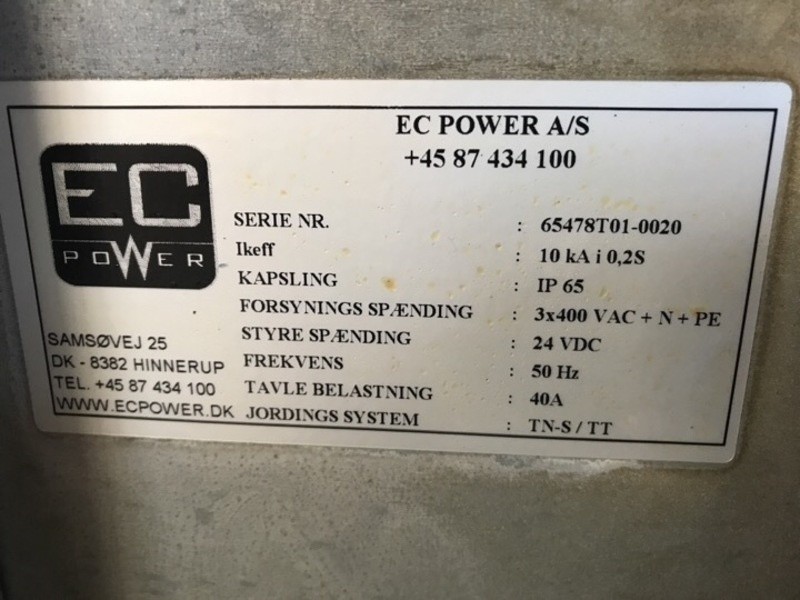 EC POWER A/S
+45 87 434 100
EC
POWER
SERIE NR. : 65478T01-0020
Ikeff : 10 kA i 0,2S
KAPSLING : IP 65
FORSYNINGS SPÆNDING : 3x400 VAC + N + PE
STYRE SPÆNDING : 24 VDC
FREKVENS : 50 Hz
TAVLE BELASTNING : 40A
JORDINGS SYSTEM : TN-S / TT
SAMSØVEJ 25
DK - 8382 HINNERUP
TEL. +45 87 434 100
WWW.ECPOWER.DK